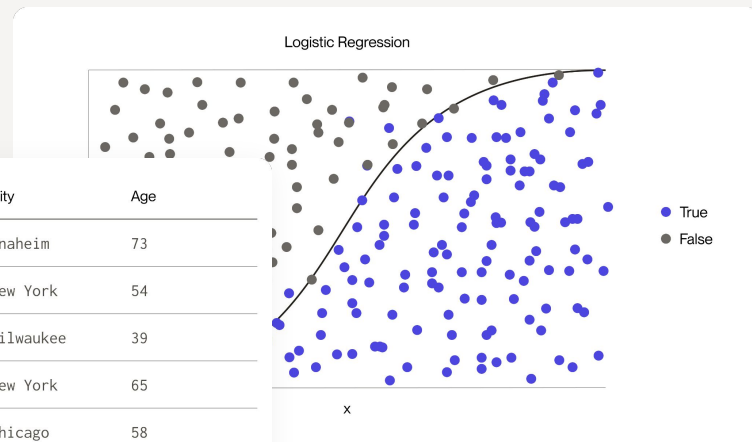 Logistic Regression
ity Age
naheim 73
ew York 54
ilwaukee 39
ew York 65
hicago 58
True
False
x